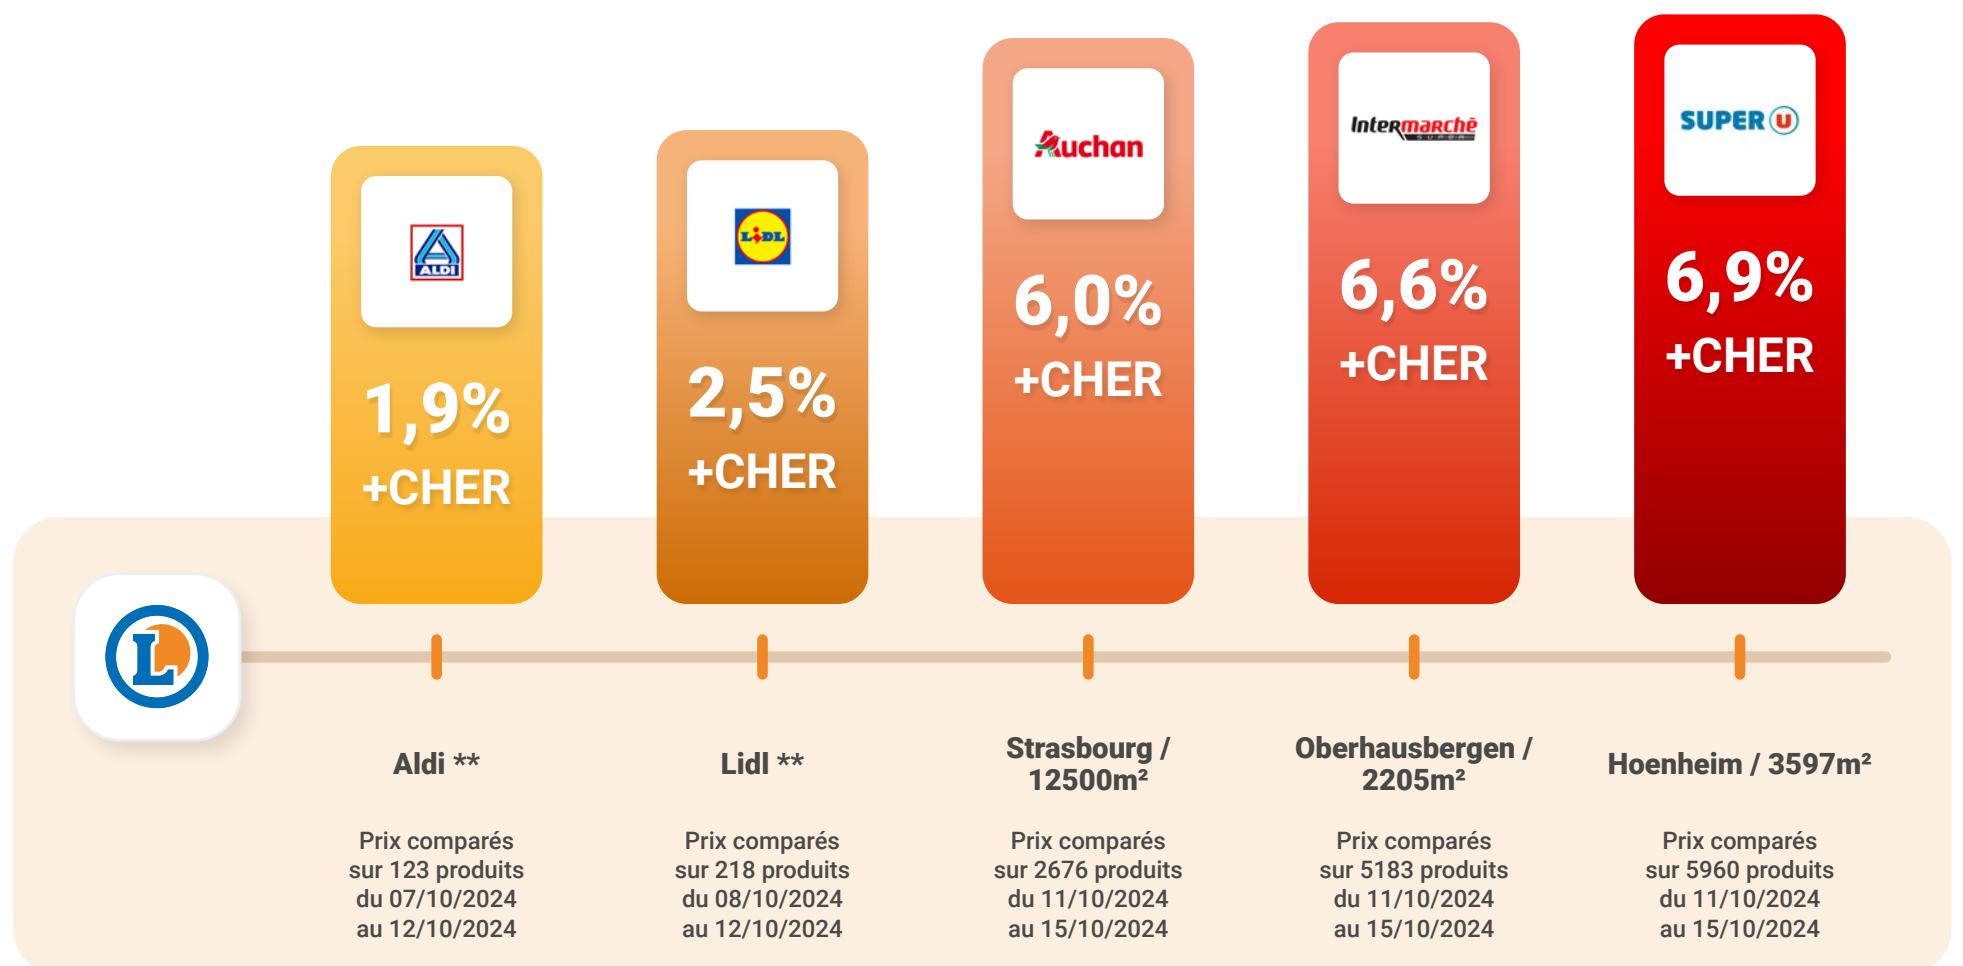 ALDI
1,9%
+CHER
LIDL
2,5%
+CHER
Auchan
6,0%
+CHER
Intermarché
SUPER
6,6%
+CHER
SUPER U
6,9%
+CHER
L
Aldi **
Prix comparés
sur 123 produits
du 07/10/2024
au 12/10/2024
Lidl **
Prix comparés
sur 218 produits
du 08/10/2024
au 12/10/2024
Strasbourg /
12500m²
Prix comparés
sur 2676 produits
du 11/10/2024
au 15/10/2024
Oberhausbergen /
2205m²
Prix comparés
sur 5183 produits
du 11/10/2024
au 15/10/2024
Hoenheim / 3597m²
Prix comparés
sur 5960 produits
du 11/10/2024
au 15/10/2024